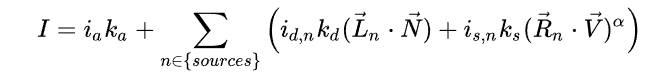 $I = i_a k_a + \sum_{n \in \{sources\}} \left( i_{d,n} k_d (\vec{L}_n \cdot \vec{N}) + i_{s,n} k_s (\vec{R}_n \cdot \vec{V})^{\alpha} \right)$